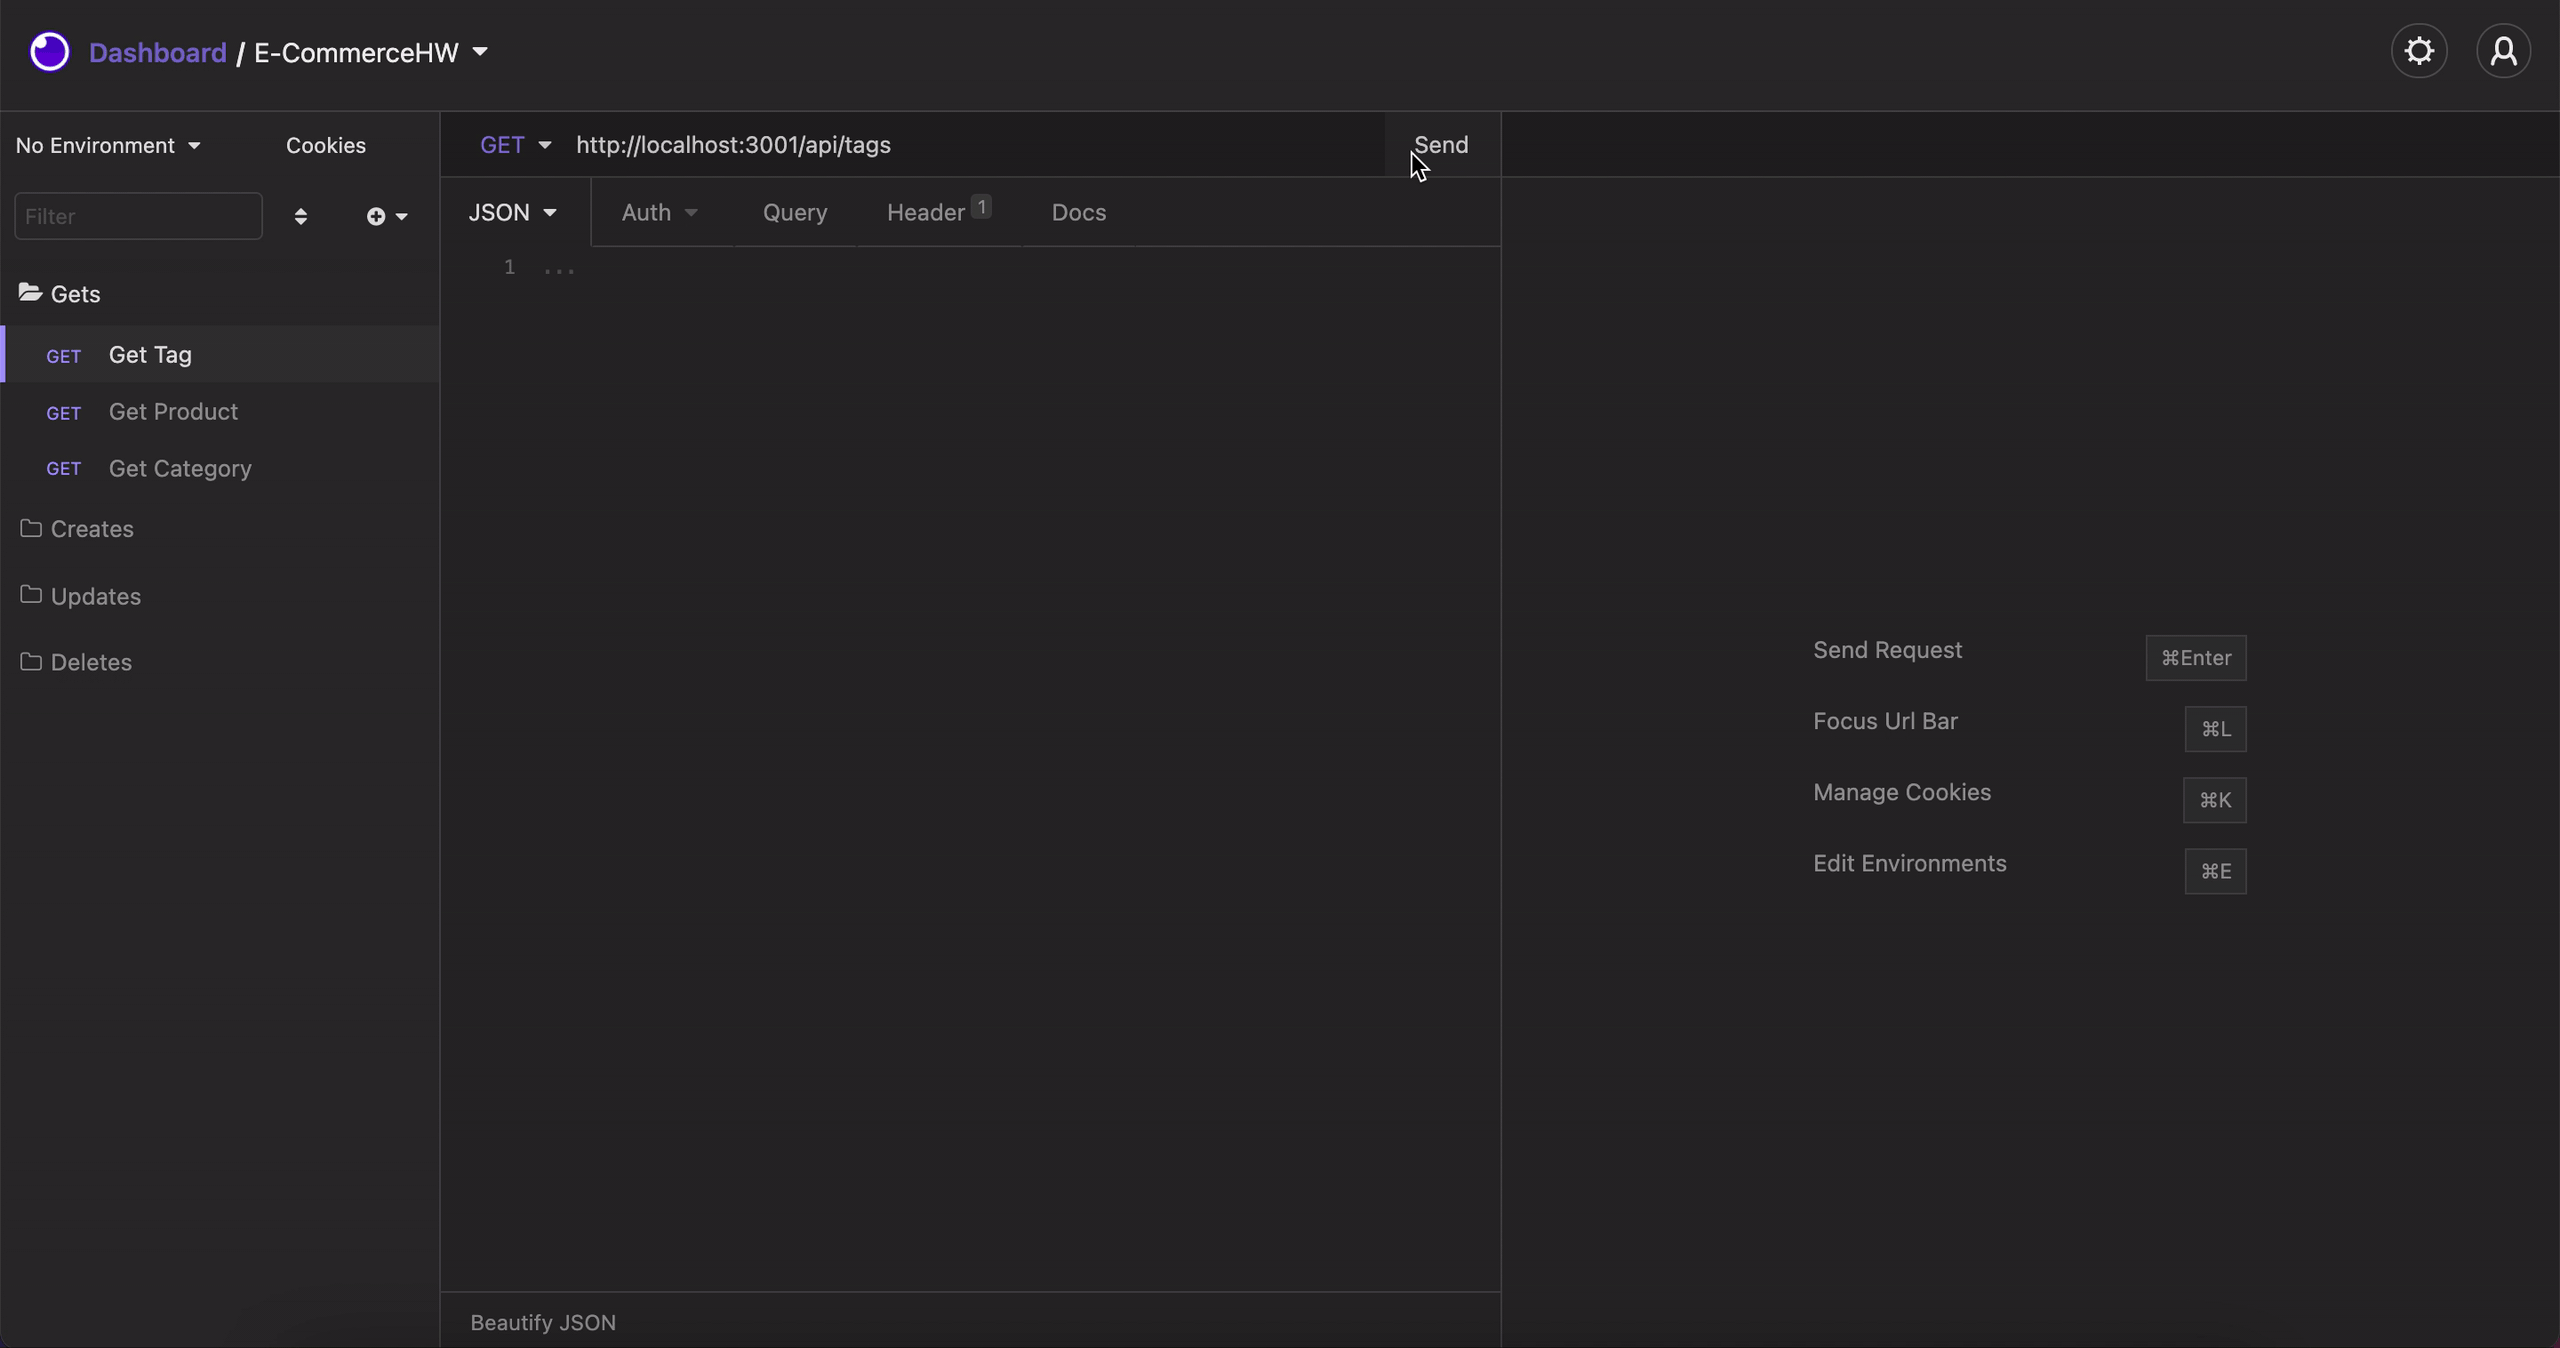 Dashboard / E-CommerceHW
No Environment
Cookies
GET
http://localhost:3001/api/tags
Send
Filter
JSON
Auth
Query
Header 1
Docs
1 ...
Gets
GET Get Tag
GET Get Product
GET Get Category
Creates
Updates
Deletes
Send Request ⌘Enter
Focus Url Bar ⌘L
Manage Cookies ⌘K
Edit Environments ⌘E
Beautify JSON